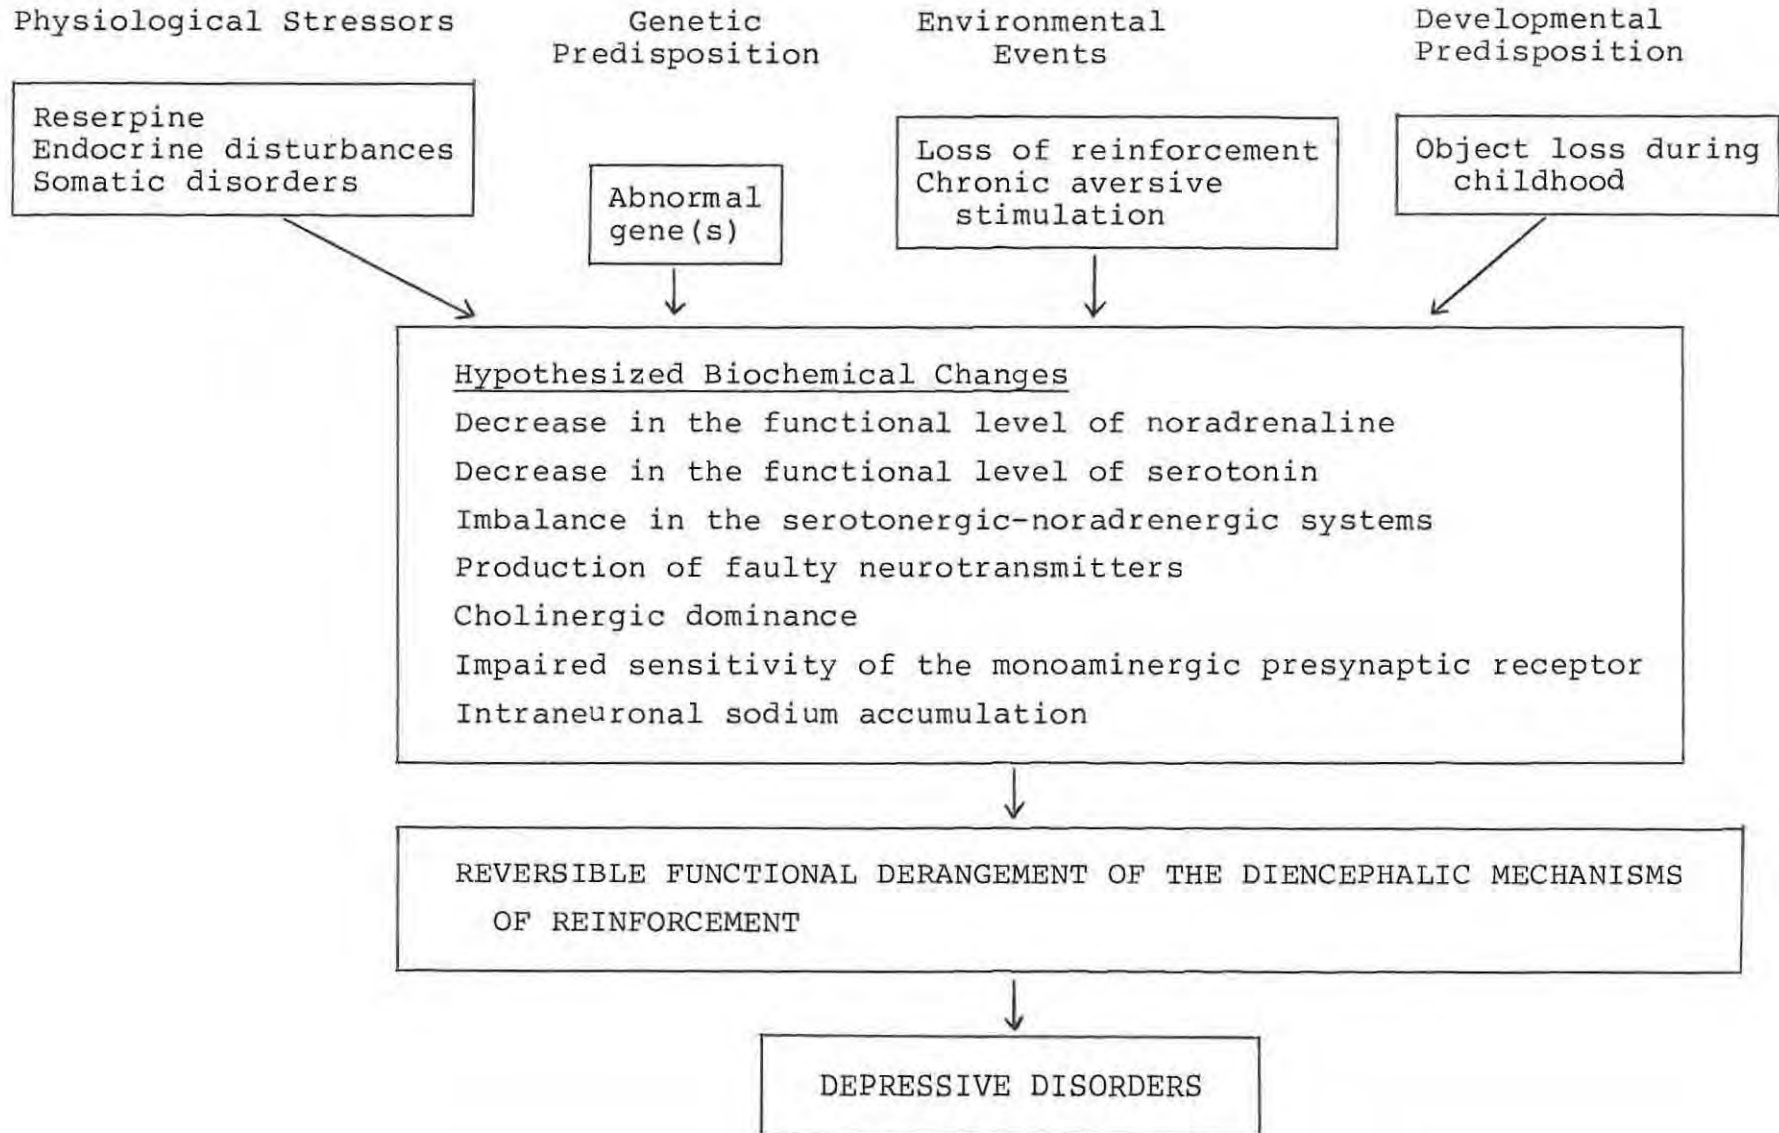 Physiological Stressors
Genetic
Predisposition
Environmental
Events
Developmental
Predisposition
Reserpine
Endocrine disturbances
Somatic disorders
Abnormal
gene(s)
Loss of reinforcement
Chronic aversive
stimulation
Object loss during
childhood
Hypothesized Biochemical Changes
Decrease in the functional level of noradrenaline
Decrease in the functional level of serotonin
Imbalance in the serotonergic-noradrenergic systems
Production of faulty neurotransmitters
Cholinergic dominance
Impaired sensitivity of the monoaminergic presynaptic receptor
Intraneuronal sodium accumulation
REVERSIBLE FUNCTIONAL DERANGEMENT OF THE DIENCEPHALIC MECHANISMS
OF REINFORCEMENT
DEPRESSIVE DISORDERS